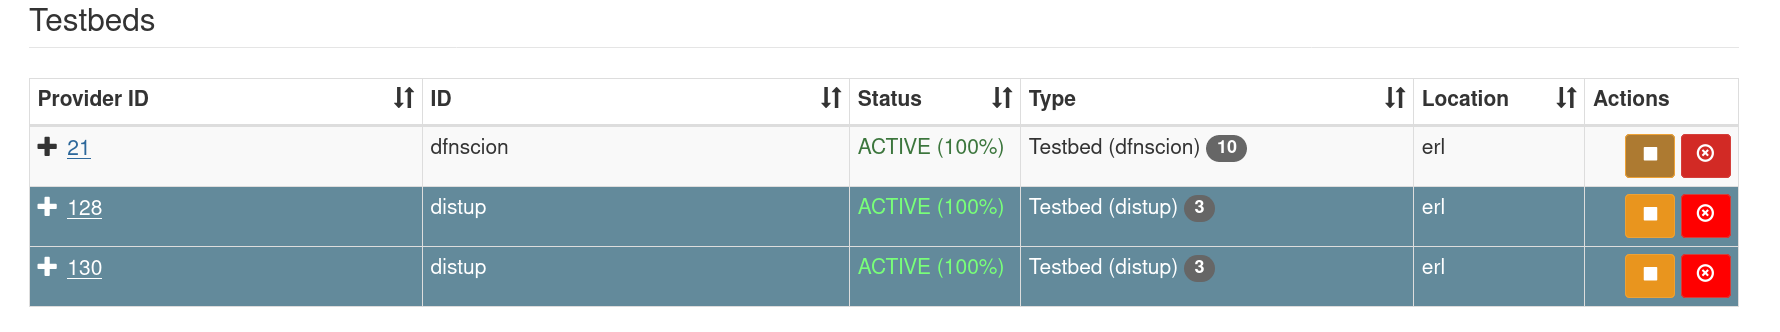 Testbeds
Provider ID ID Status Type Location Actions
21 dfnscion ACTIVE (100%) Testbed (dfnscion) 10 erl
128 distup ACTIVE (100%) Testbed (distup) 3 erl
130 distup ACTIVE (100%) Testbed (distup) 3 erl